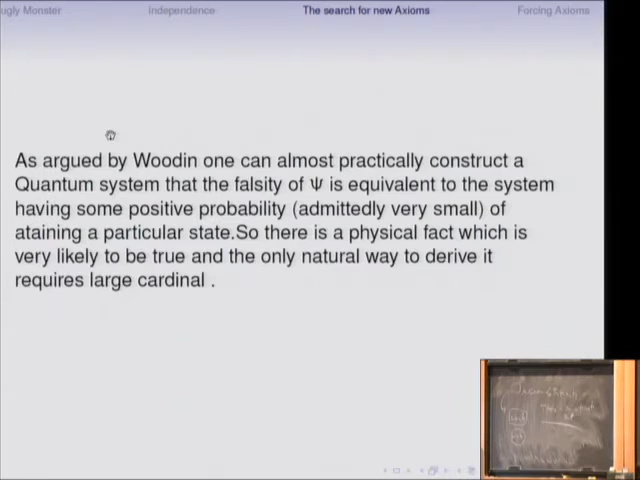 ugly Monster Independence The search for new Axioms Forcing Axioms
As argued by Woodin one can almost practically construct a
Quantum system that the falsity of Ψ is equivalent to the system
having some positive probability (admittedly very small) of
ataining a particular state.So there is a physical fact which is
very likely to be true and the only natural way to derive it
requires large cardinal .